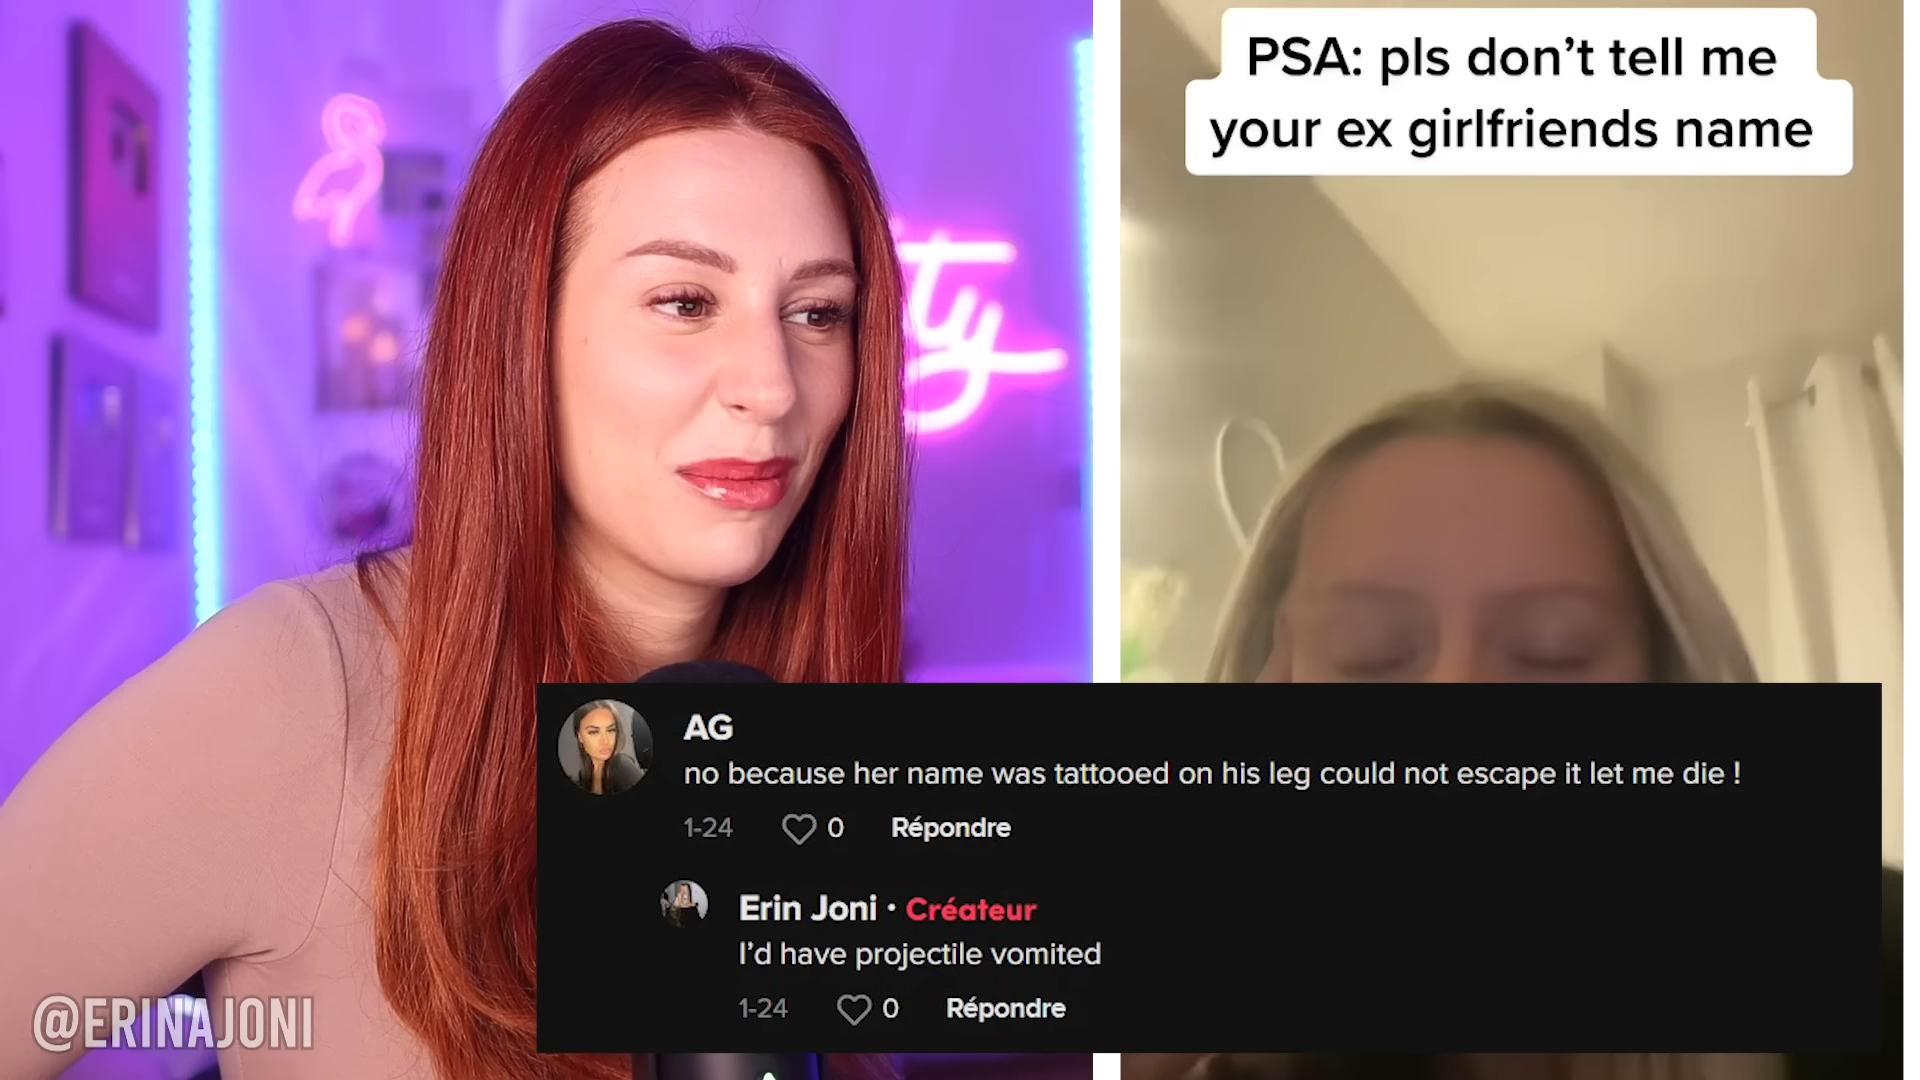 PSA: pls don't tell me
your ex girlfriends name
ty
AG
no because her name was tattooed on his leg could not escape it let me die !
1-24 0 Répondre
Erin Joni • Créateur
I'd have projectile vomited
1-24 0 Répondre
@ERINAJONI